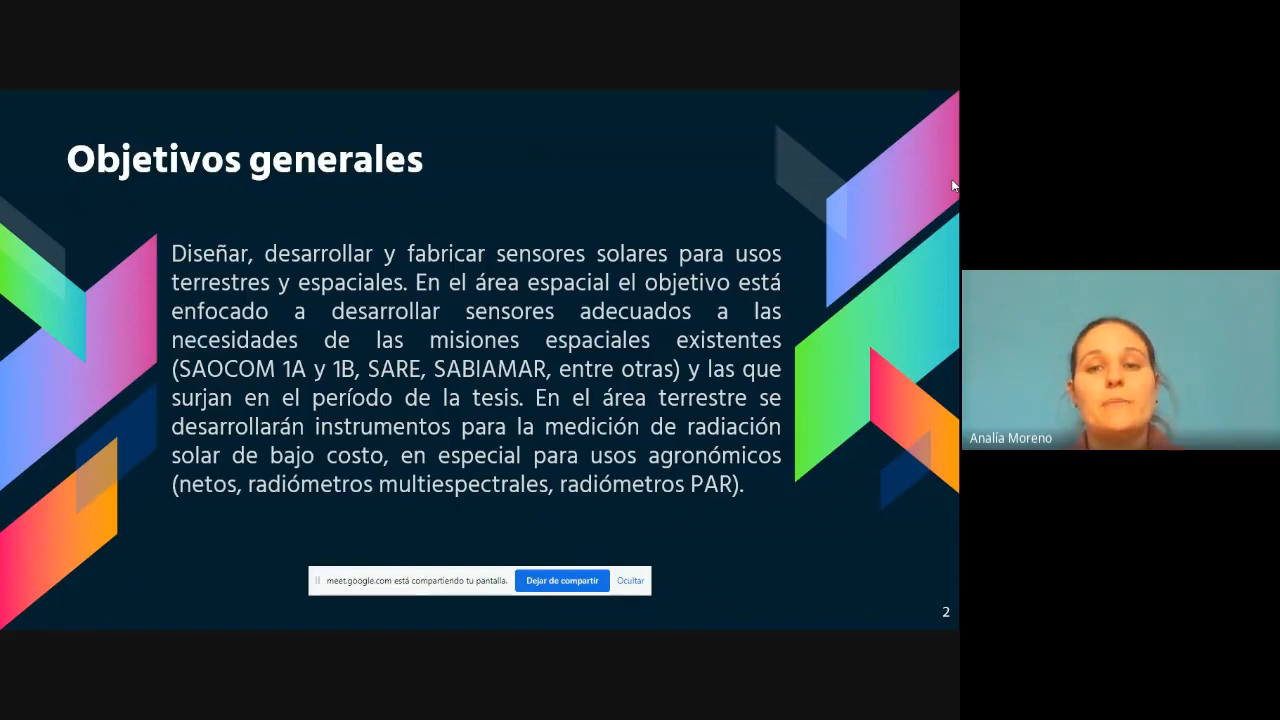 Objetivos generales
Diseñar, desarrollar y fabricar sensores solares para usos
terrestres y espaciales. En el área espacial el objetivo está
enfocado a desarrollar sensores adecuados a las
necesidades de las misiones espaciales existentes
(SAOCOM 1A y 1B, SARE, SABIAMAR, entre otras) y las que
surjan en el período de la tesis. En el área terrestre se
desarrollarán instrumentos para la medición de radiación
solar de bajo costo, en especial para usos agronómicos
(netos, radiómetros multiespectrales, radiómetros PAR).
meet.google.com está compartiendo tu pantalla. Dejar de compartir Ocultar
2
Analía Moreno